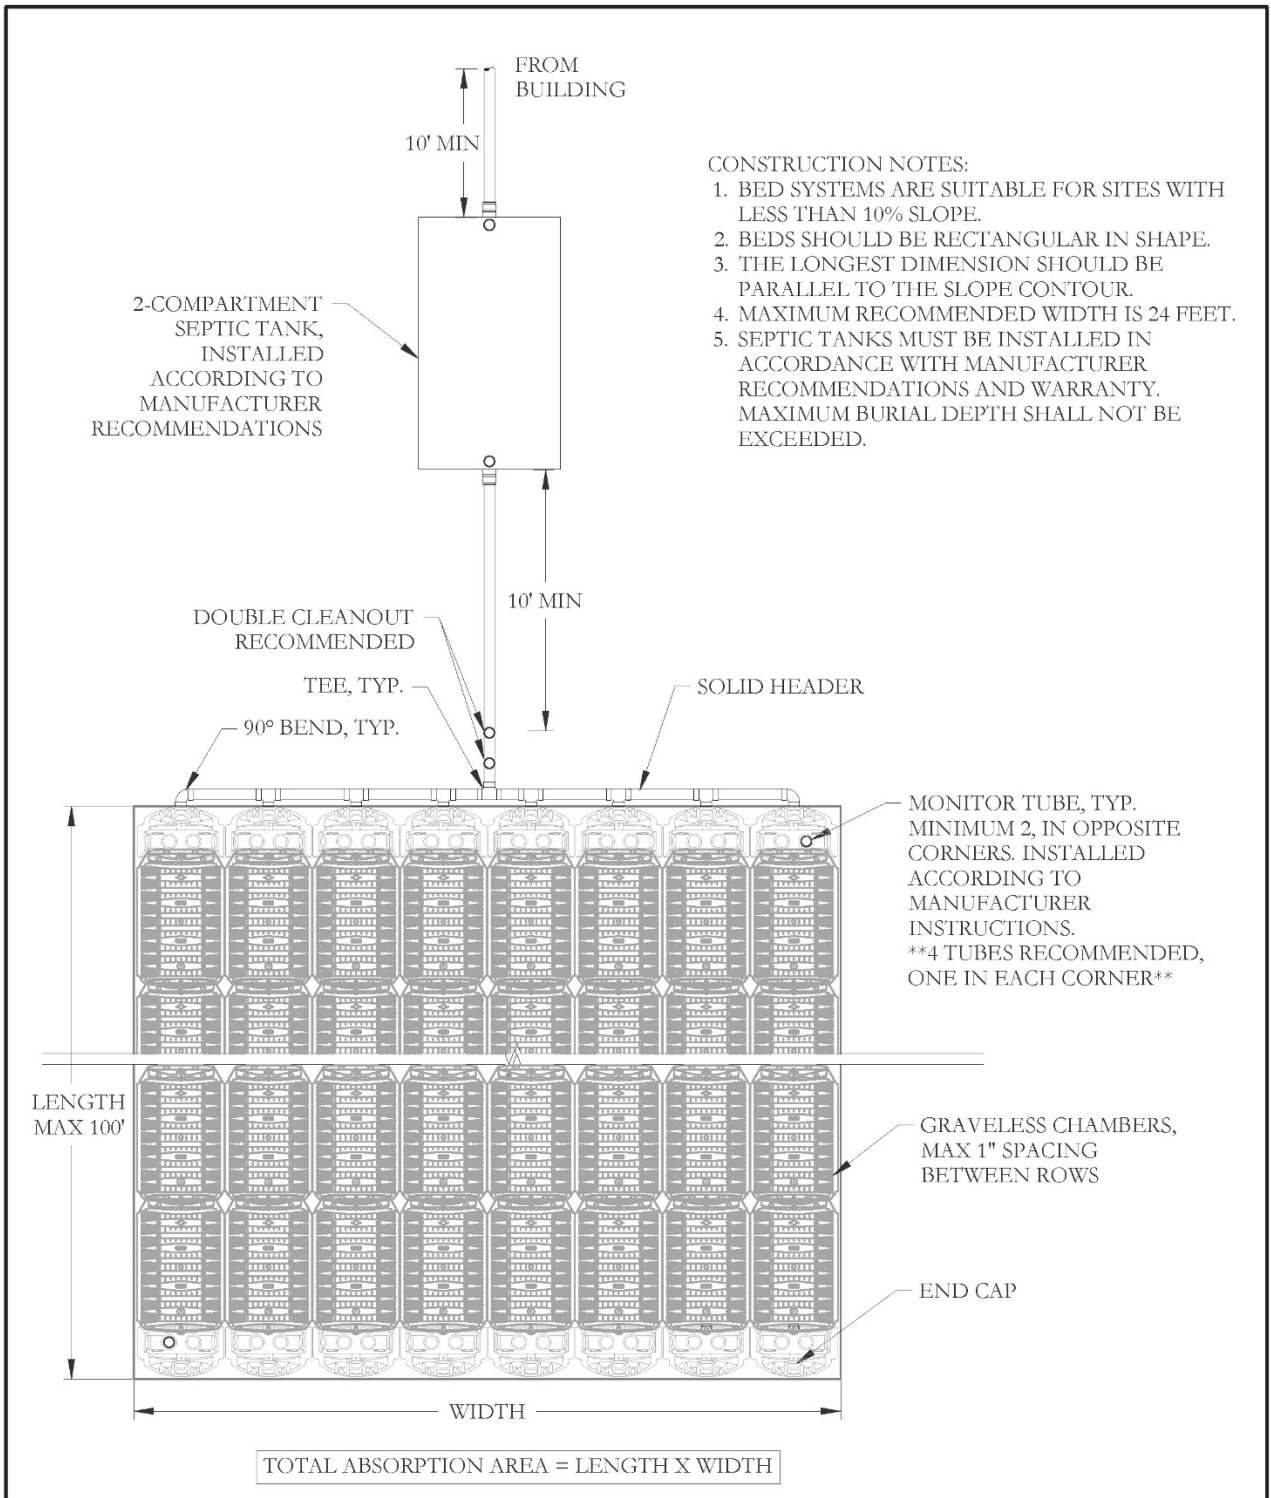 FROM
BUILDING
10' MIN
CONSTRUCTION NOTES:
1. BED SYSTEMS ARE SUITABLE FOR SITES WITH
LESS THAN 10% SLOPE.
2. BEDS SHOULD BE RECTANGULAR IN SHAPE.
3. THE LONGEST DIMENSION SHOULD BE
PARALLEL TO THE SLOPE CONTOUR.
4. MAXIMUM RECOMMENDED WIDTH IS 24 FEET.
5. SEPTIC TANKS MUST BE INSTALLED IN
ACCORDANCE WITH MANUFACTURER
RECOMMENDATIONS AND WARRANTY.
MAXIMUM BURIAL DEPTH SHALL NOT BE
EXCEEDED.
2-COMPARTMENT
SEPTIC TANK,
INSTALLED
ACCORDING TO
MANUFACTURER
RECOMMENDATIONS
10' MIN
DOUBLE CLEANOUT
RECOMMENDED
TEE, TYP.
SOLID HEADER
90° BEND, TYP.
MONITOR TUBE, TYP.
MINIMUM 2, IN OPPOSITE
CORNERS. INSTALLED
ACCORDING TO
MANUFACTURER
INSTRUCTIONS.
**4 TUBES RECOMMENDED,
ONE IN EACH CORNER**
LENGTH
MAX 100'
GRAVELESS CHAMBERS,
MAX 1" SPACING
BETWEEN ROWS
END CAP
WIDTH
TOTAL ABSORPTION AREA = LENGTH X WIDTH